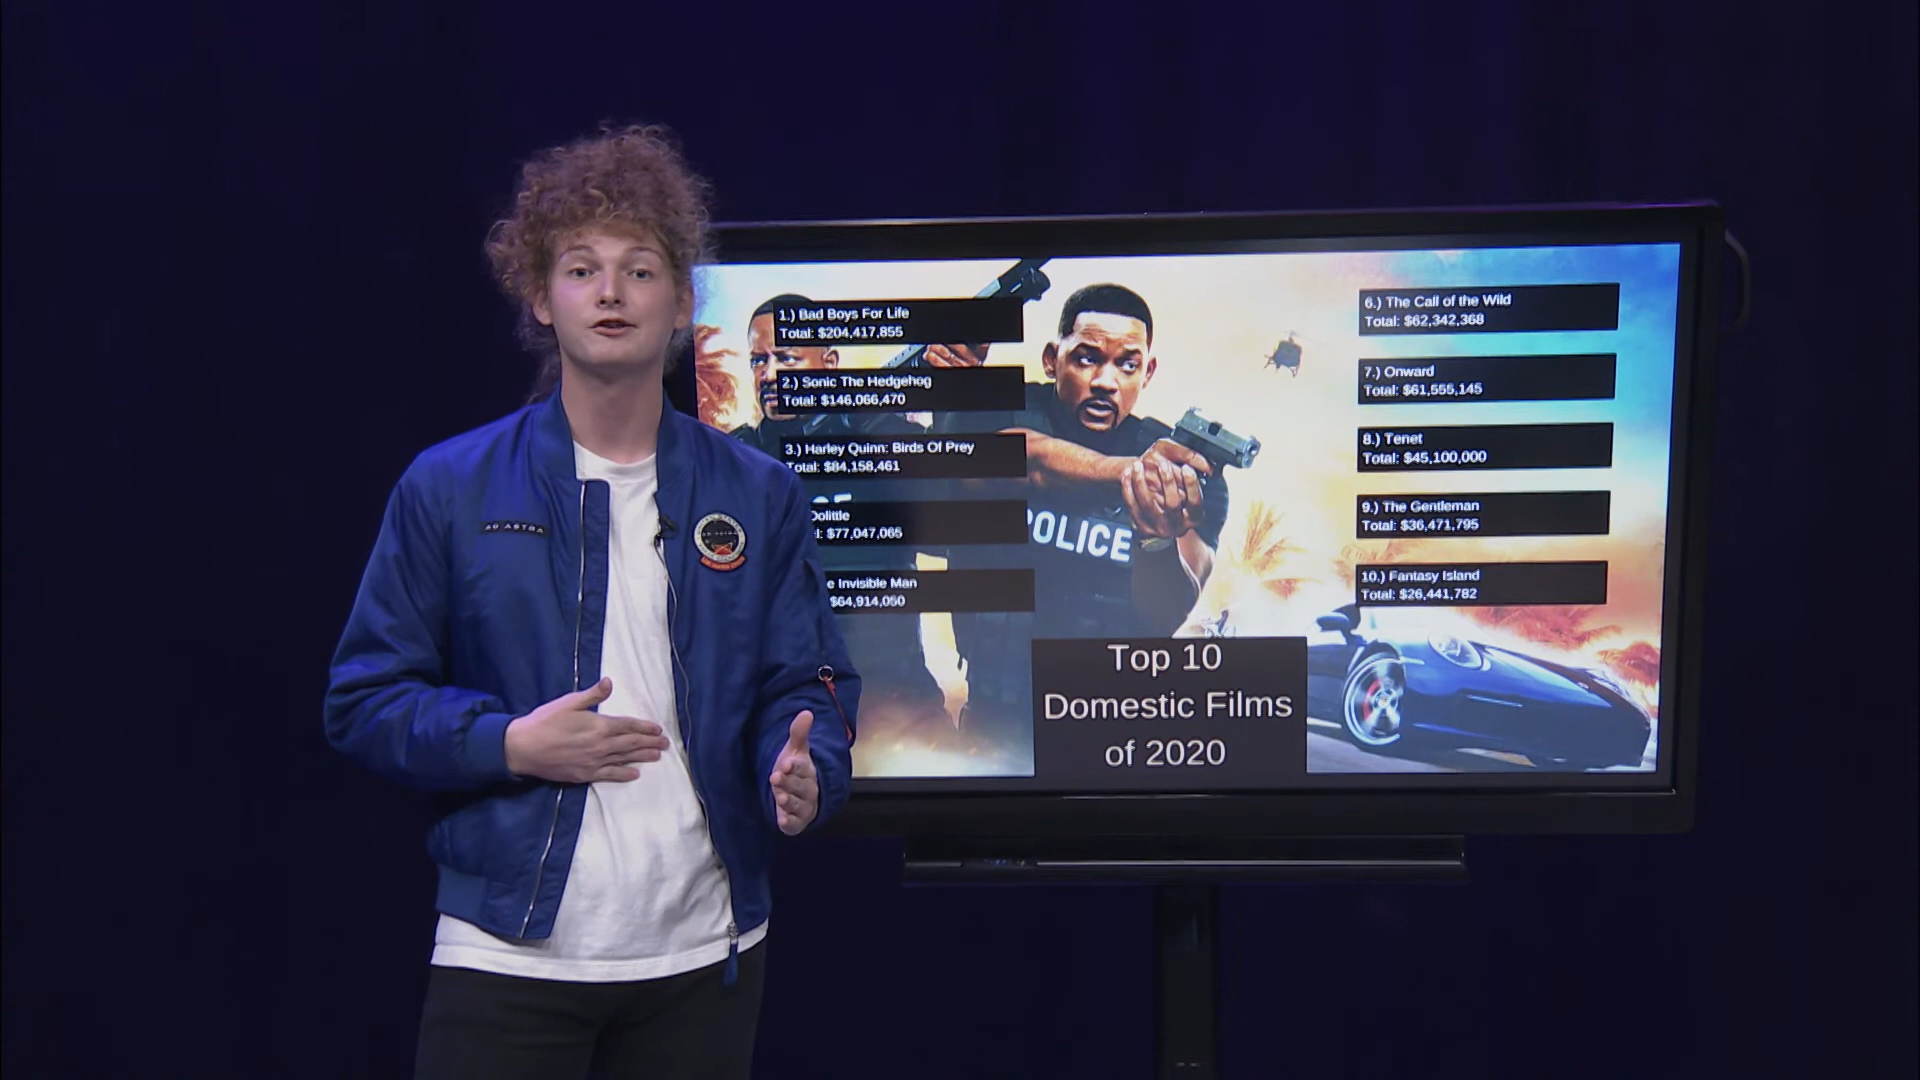 1.) Bad Boys For Life
Total: $204,417,855
2.) Sonic The Hedgehog
Total: $146,066,470
3.) Harley Quinn: Birds Of Prey
Total: $84,158,461
Dolittle
$77,047,065
Invisible Man
$64,914,050
6.) The Call of the Wild
Total: $62,342,368
7.) Onward
Total: $61,555,145
8.) Tenet
Total: $45,100,000
9.) The Gentleman
Total: $36,471,795
10.) Fantasy Island
Total: $26,441,782
POLICE
Top 10
Domestic Films
of 2020
AD ASTRA